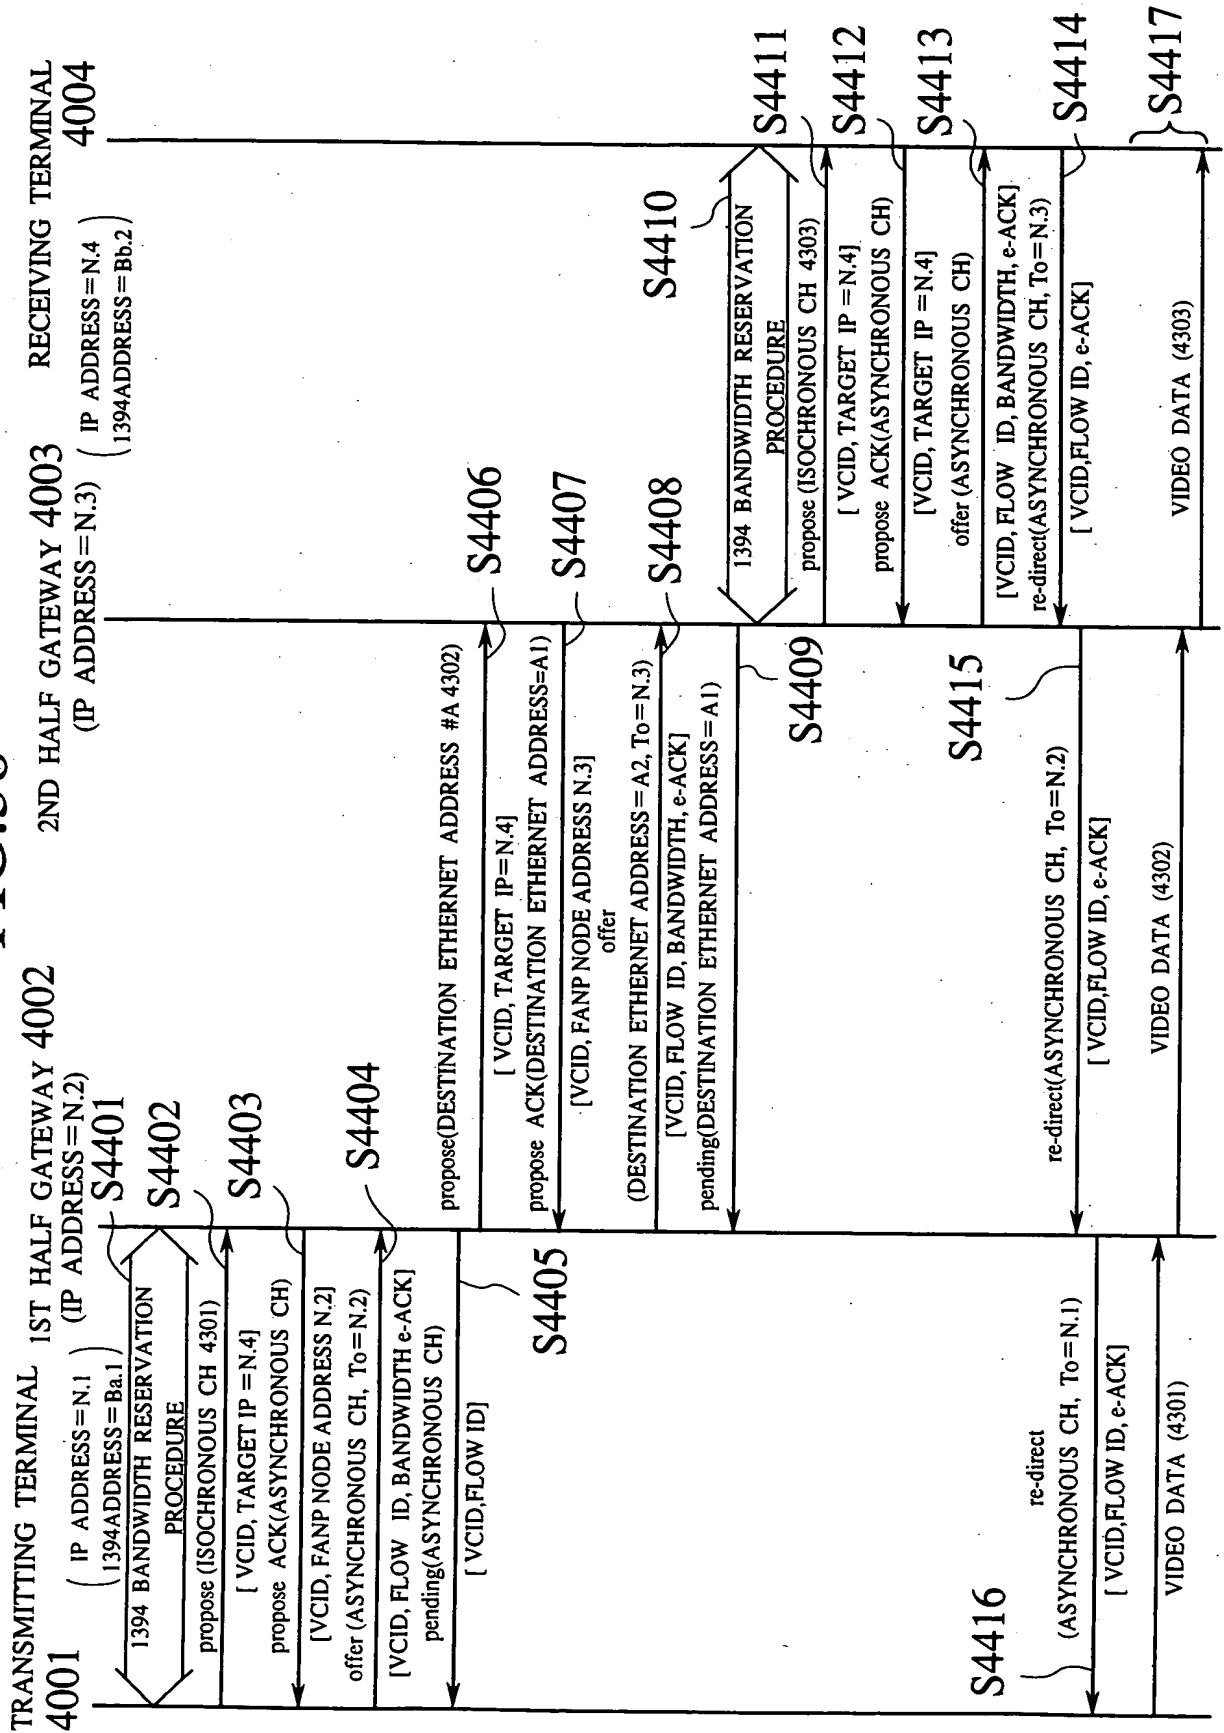 TRANSMITTING TERMINAL
4001
( IP ADDRESS=N.1
1394ADDRESS=Ba.1 )
1ST HALF GATEWAY 4002
(IP ADDRESS=N.2)
2ND HALF GATEWAY 4003
(IP ADDRESS=N.3)
RECEIVING TERMINAL
4004
( IP ADDRESS=N.4
1394ADDRESS=Bb.2 )
S4401
1394 BANDWIDTH RESERVATION
PROCEDURE
S4402
propose (ISOCHRONOUS CH 4301)
[ VCID, TARGET IP =N.4]
S4403
propose ACK(ASYNCHRONOUS CH)
[VCID, FANP NODE ADDRESS N.2]
S4404
offer (ASYNCHRONOUS CH, To=N.2)
[VCID, FLOW ID, BANDWIDTH e-ACK]
pending(ASYNCHRONOUS CH)
[ VCID,FLOW ID]
S4405
propose(DESTINATION ETHERNET ADDRESS #A 4302)
S4406
[ VCID, TARGET IP=N.4]
propose ACK(DESTINATION ETHERNET ADDRESS=A1)
S4407
[VCID, FANP NODE ADDRESS N.3]
offer
(DESTINATION ETHERNET ADDRESS=A2, To=N.3)
S4408
[VCID, FLOW ID, BANDWIDTH, e-ACK]
pending(DESTINATION ETHERNET ADDRESS=A1)
S4409
S4410
1394 BANDWIDTH RESERVATION
PROCEDURE
S4411
propose (ISOCHRONOUS CH 4303)
[ VCID, TARGET IP =N.4]
S4412
propose ACK(ASYNCHRONOUS CH)
[VCID, TARGET IP =N.4]
S4413
offer (ASYNCHRONOUS CH)
[VCID, FLOW ID, BANDWIDTH, e-ACK]
re-direct(ASYNCHRONOUS CH, To=N.3)
S4414
[ VCID,FLOW ID, e-ACK]
S4415
re-direct(ASYNCHRONOUS CH, To=N.2)
[ VCID,FLOW ID, e-ACK]
S4416
re-direct
(ASYNCHRONOUS CH, To=N.1)
[ VCID,FLOW ID, e-ACK]
VIDEO DATA (4301)
VIDEO DATA (4302)
VIDEO DATA (4303)
S4417